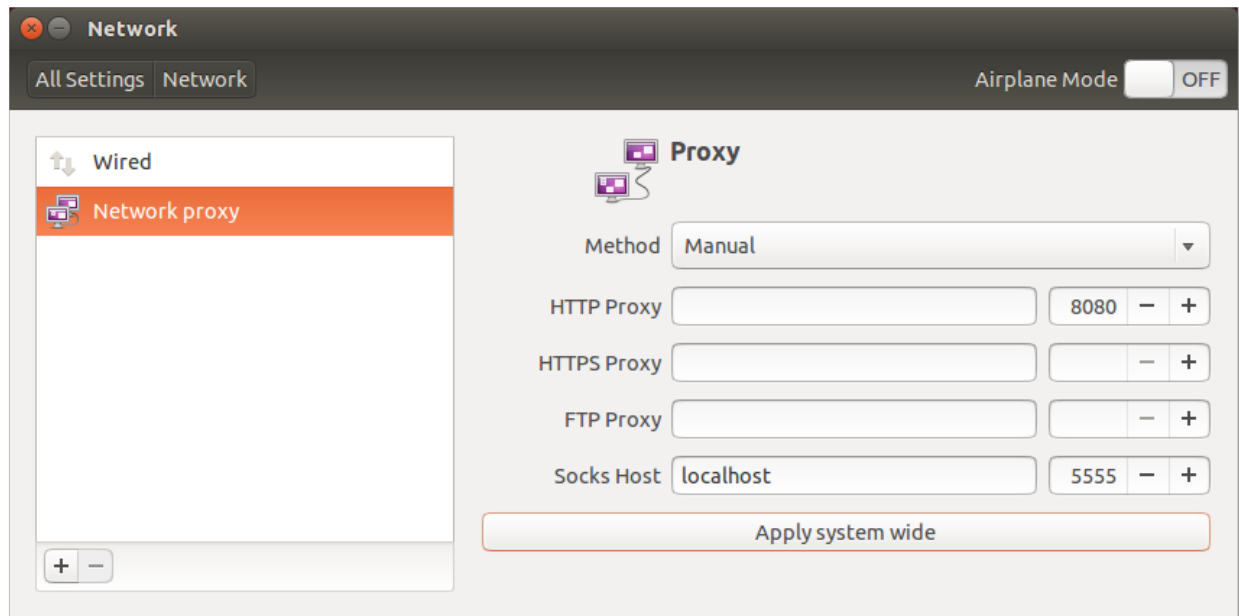 Network
All Settings Network Airplane Mode OFF
Wired
Network proxy
Proxy
Method Manual
HTTP Proxy 8080 − +
HTTPS Proxy − +
FTP Proxy − +
Socks Host localhost 5555 − +
Apply system wide
+ −